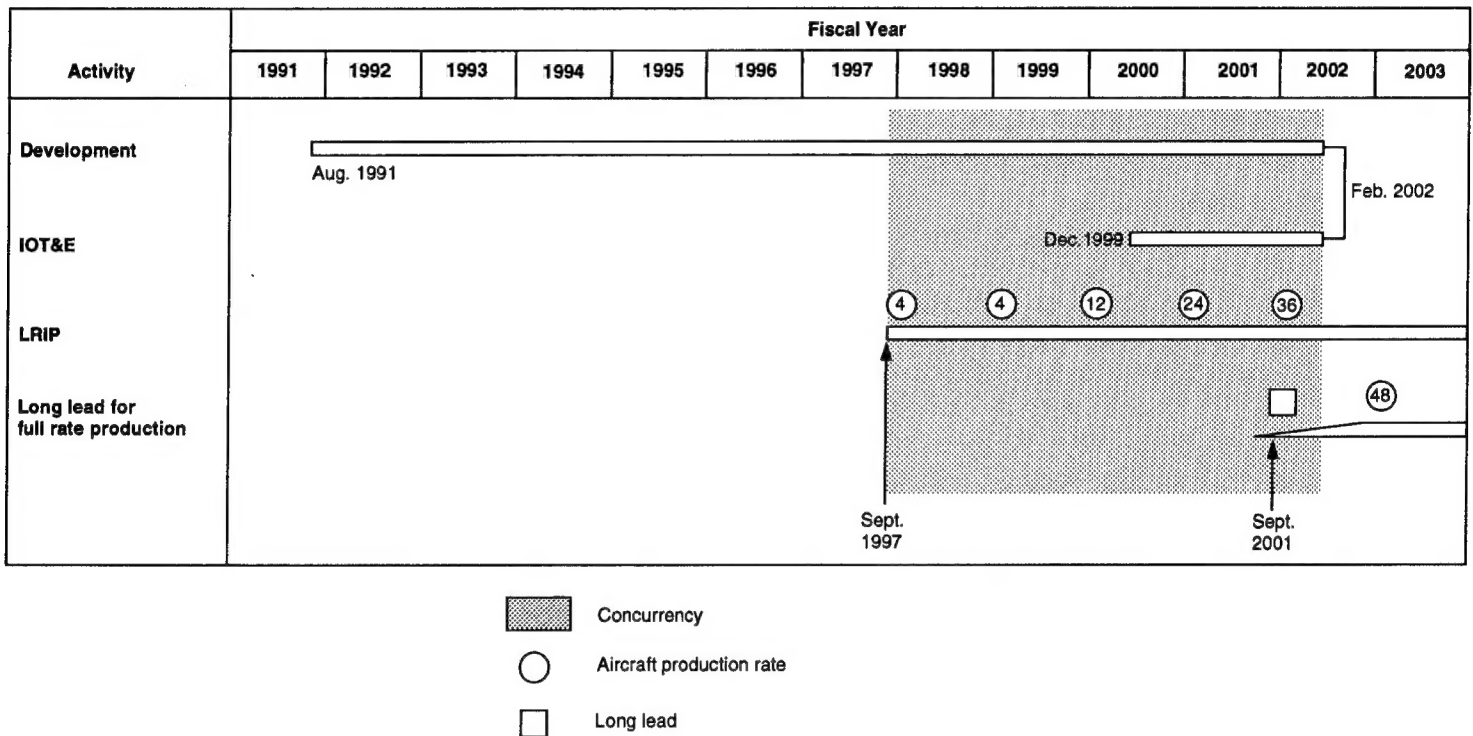 Activity
Fiscal Year
1991 1992 1993 1994 1995 1996 1997 1998 1999 2000 2001 2002 2003
Development
Aug. 1991
Feb. 2002
IOT&E
Dec. 1999
LRIP
4 4 12 24 36
Long lead for
full rate production
48
Sept.
1997
Sept.
2001
Concurrency
Aircraft production rate
Long lead